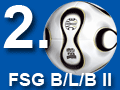 2.
FSG B/L/B II